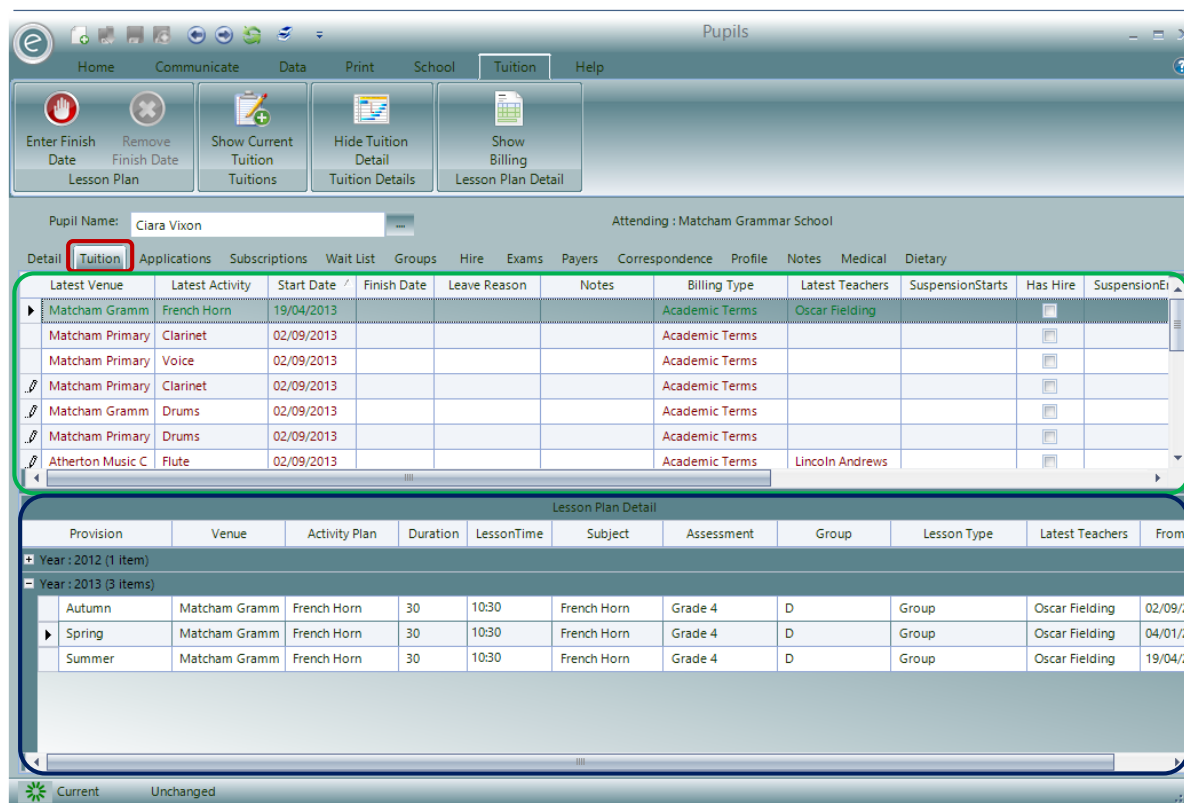 Pupils
Home Communicate Data Print School Tuition Help
Enter Finish Date
Remove Finish Date
Lesson Plan
Show Current Tuition
Tuitions
Hide Tuition Detail
Tuition Details
Show Billing
Lesson Plan Detail
Pupil Name: Ciara Vixon Attending : Matcham Grammar School
Detail Tuition Applications Subscriptions Wait List Groups Hire Exams Payers Correspondence Profile Notes Medical Dietary
Latest Venue Latest Activity Start Date Finish Date Leave Reason Notes Billing Type Latest Teachers SuspensionStarts Has Hire
Matcham Gramm French Horn 19/04/2013 Academic Terms Oscar Fielding
Matcham Primary Clarinet 02/09/2013 Academic Terms
Matcham Primary Voice 02/09/2013 Academic Terms
Matcham Primary Clarinet 02/09/2013 Academic Terms
Matcham Gramm Drums 02/09/2013 Academic Terms
Matcham Primary Drums 02/09/2013 Academic Terms
Atherton Music C Flute 02/09/2013 Academic Terms Lincoln Andrews
Lesson Plan Detail
Provision Venue Activity Plan Duration LessonTime Subject Assessment Group Lesson Type Latest Teachers From
Year : 2012 (1 item)
Year : 2013 (3 items)
Autumn Matcham Gramm French Horn 30 10:30 French Horn Grade 4 D Group Oscar Fielding 02/09/
Spring Matcham Gramm French Horn 30 10:30 French Horn Grade 4 D Group Oscar Fielding 04/01/
Summer Matcham Gramm French Horn 30 10:30 French Horn Grade 4 D Group Oscar Fielding 19/04/
Current Unchanged